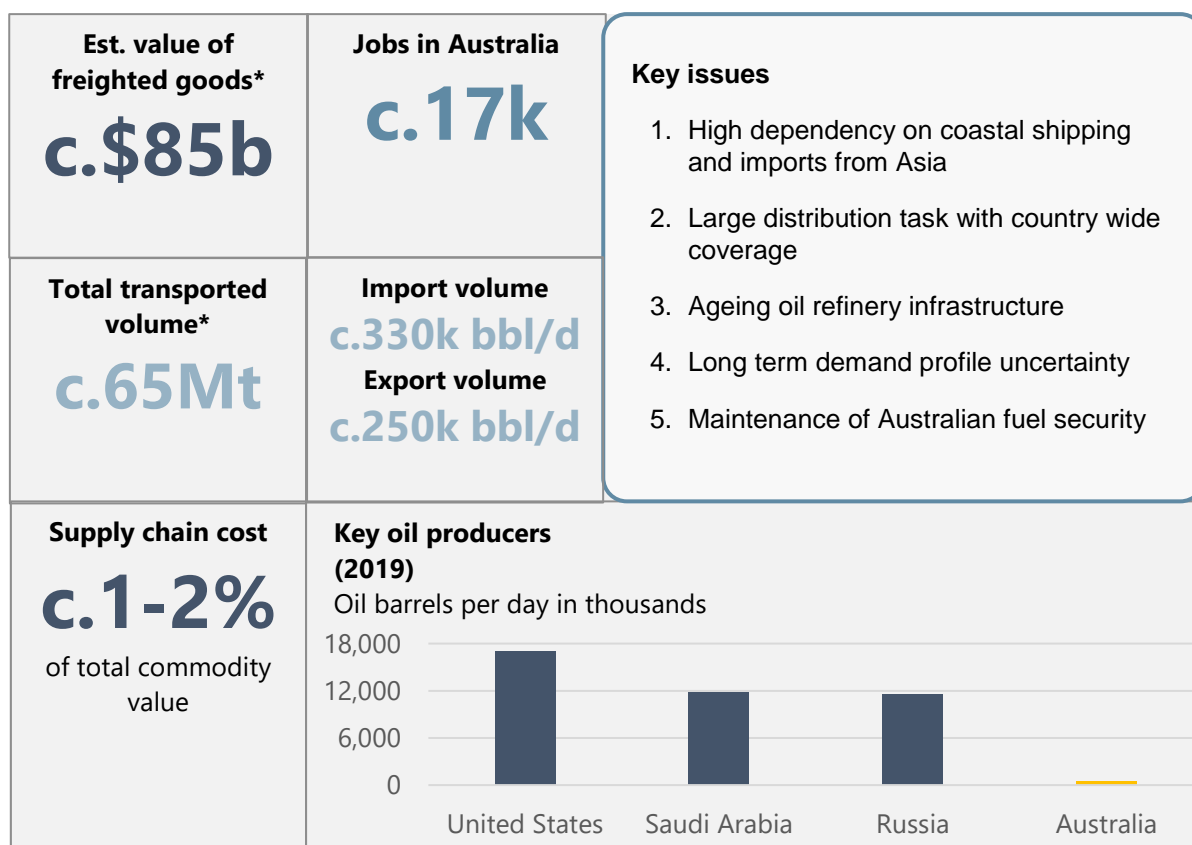 Est. value of
freighted goods*
c.$85b
Jobs in Australia
c.17k
Key issues
1. High dependency on coastal shipping
and imports from Asia
2. Large distribution task with country wide
coverage
3. Ageing oil refinery infrastructure
4. Long term demand profile uncertainty
5. Maintenance of Australian fuel security
Total transported
volume*
c.65Mt
Import volume
c.330k bbl/d
Export volume
c.250k bbl/d
Supply chain cost
c.1-2%
of total commodity
value
Key oil producers
(2019)
Oil barrels per day in thousands
18,000
12,000
6,000
0
United States Saudi Arabia Russia Australia